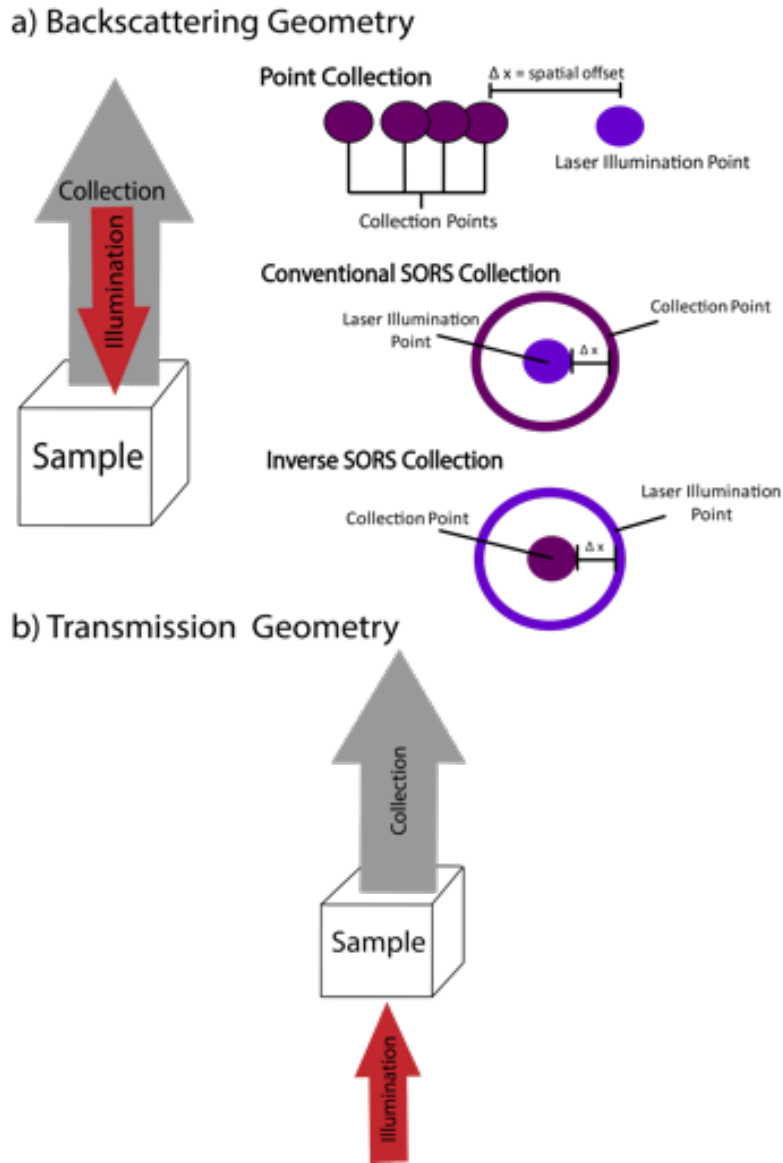 a) Backscattering Geometry
Point Collection
Δ x = spatial offset
Laser Illumination Point
Collection Points
Collection
Illumination
Sample
Conventional SORS Collection
Laser Illumination
Point
Collection Point
Δ x
Inverse SORS Collection
Collection Point
Laser Illumination
Point
Δ x
b) Transmission Geometry
Collection
Sample
Illumination